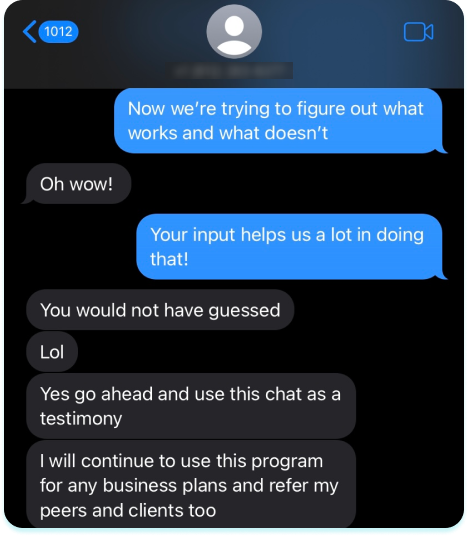 1012
Now we’re trying to figure out what
works and what doesn’t
Oh wow!
Your input helps us a lot in doing
that!
You would not have guessed
Lol
Yes go ahead and use this chat as a
testimony
I will continue to use this program
for any business plans and refer my
peers and clients too